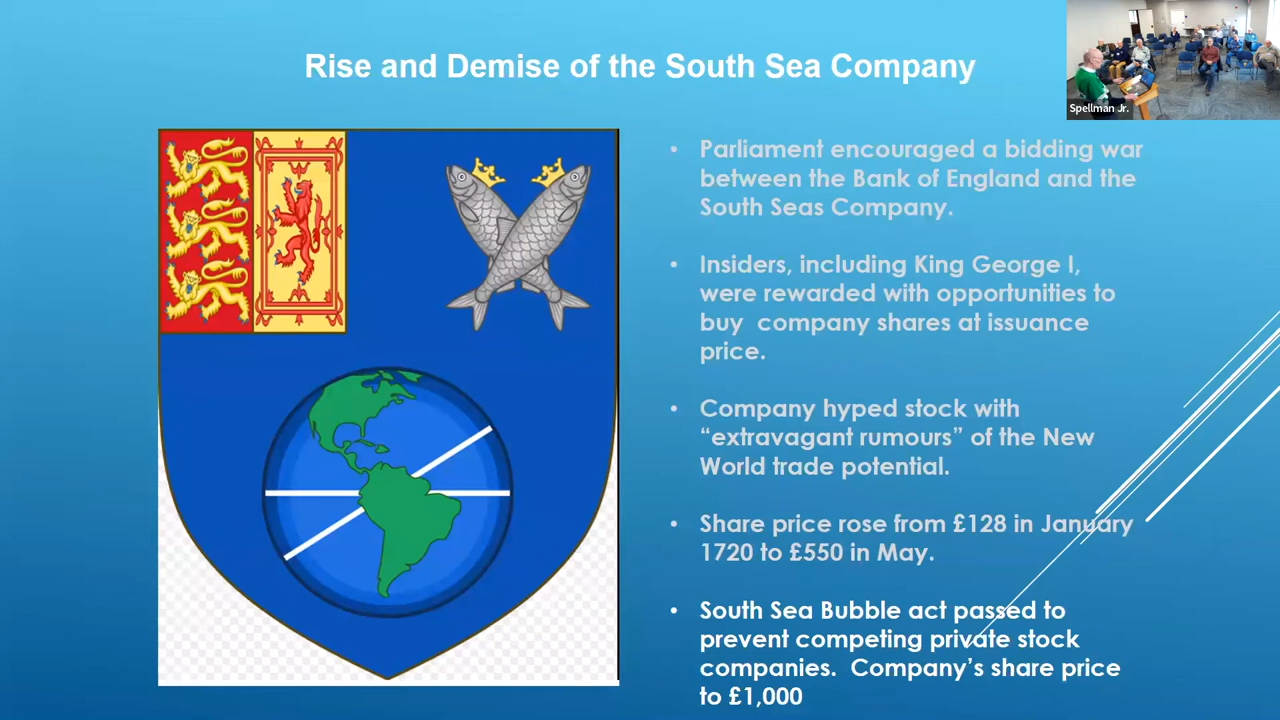 Rise and Demise of the South Sea Company
Spellman Jr.
• Parliament encouraged a bidding war
between the Bank of England and the
South Seas Company.
• Insiders, including King George I,
were rewarded with opportunities to
buy company shares at issuance
price.
• Company hyped stock with
“extravagant rumours” of the New
World trade potential.
• Share price rose from £128 in January
1720 to £550 in May.
• South Sea Bubble act passed to
prevent competing private stock
companies. Company’s share price
to £1,000